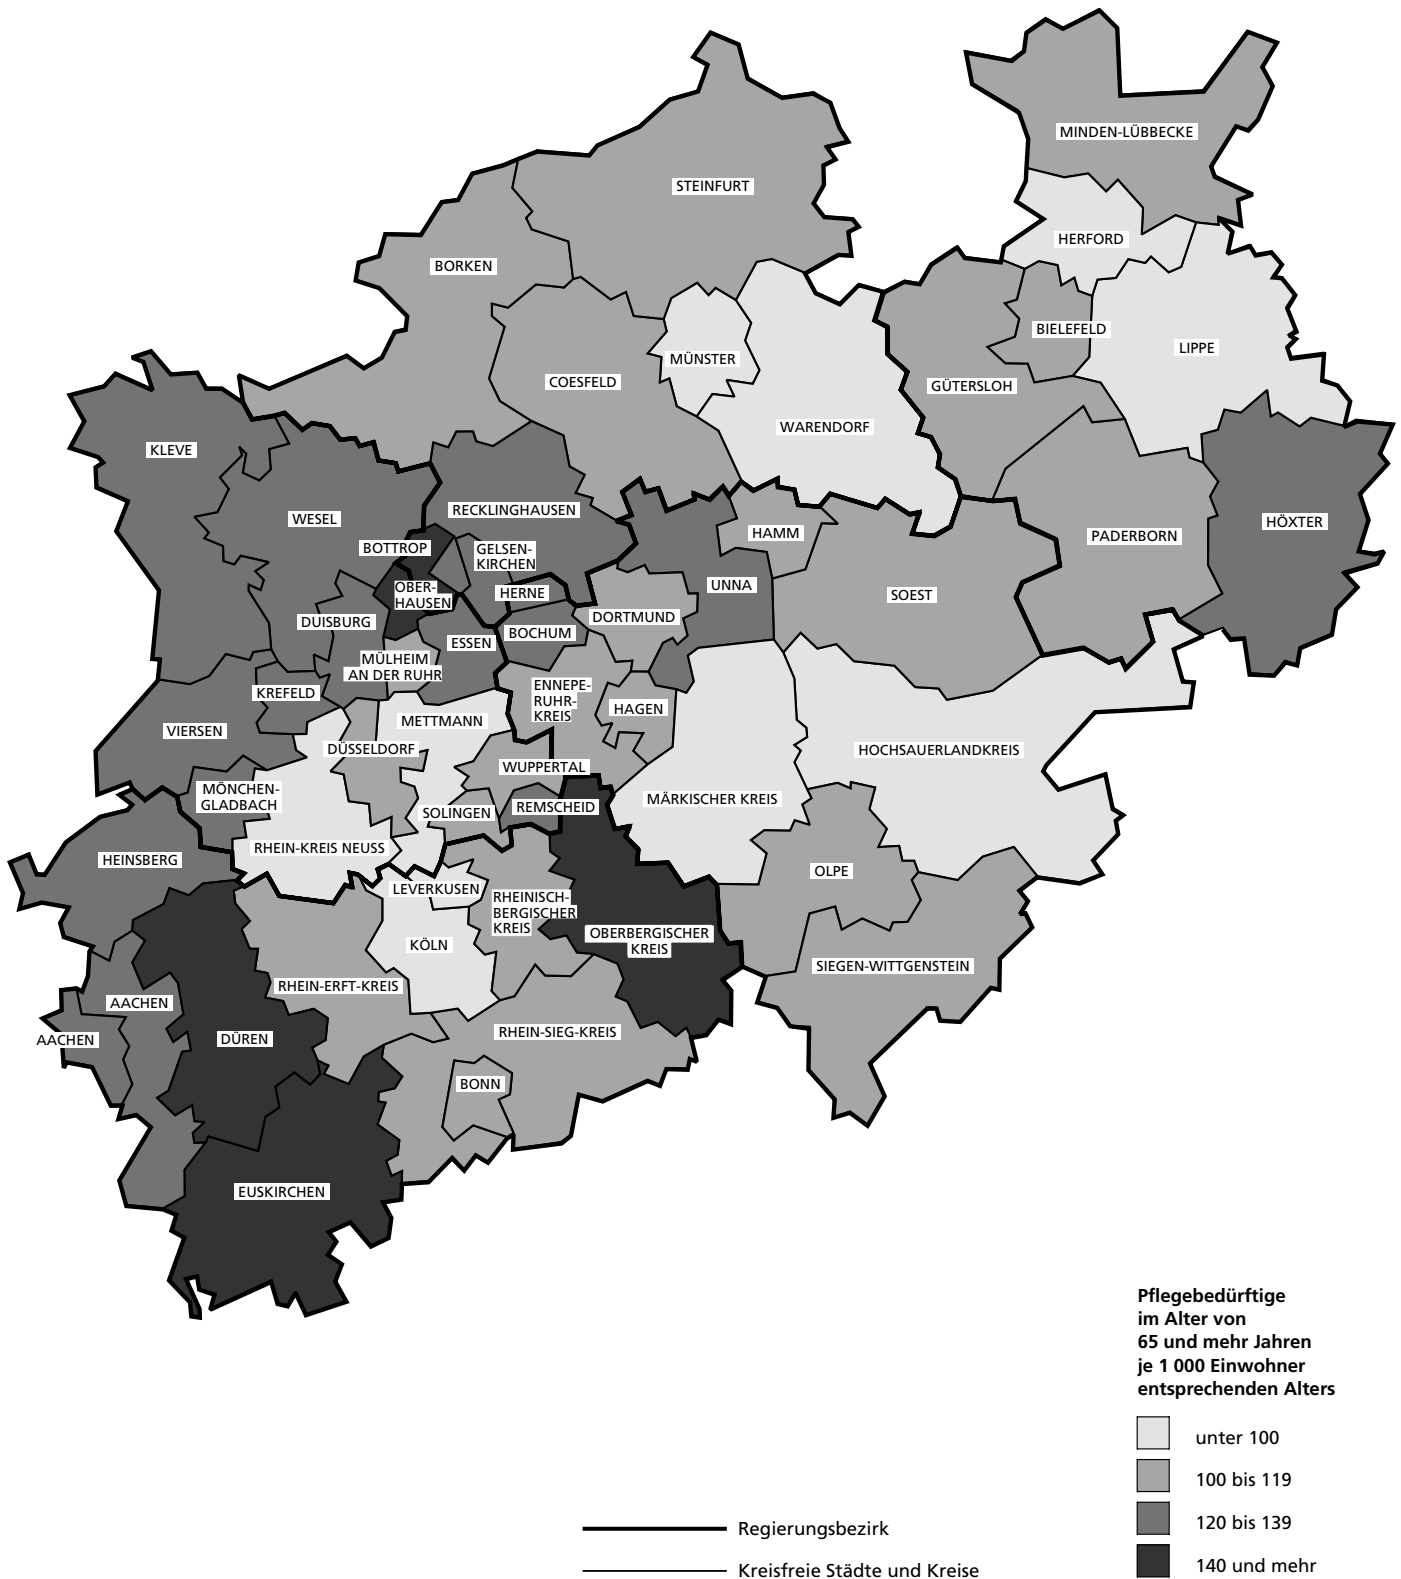 MINDEN-LÜBBECKE
STEINFURT
HERFORD
BORKEN
BIELEFELD
LIPPE
MÜNSTER
COESFELD
GÜTERSLOH
WARENDORF
KLEVE
RECKLINGHAUSEN
WESEL
HÖXTER
HAMM
PADERBORN
BOTTROP
GELSEN-
KIRCHEN
UNNA
OBER-
HAUSEN
HERNE
SOEST
DORTMUND
DUISBURG
BOCHUM
ESSEN
MÜLHEIM
AN DER RUHR
KREFELD
ENNEPE-
RUHR-
KREIS
HAGEN
METTMANN
VIERSEN
DÜSSELDORF
HOCHSAUERLANDKREIS
WUPPERTAL
MÖNCHEN-
GLADBACH
MÄRKISCHER KREIS
REMSCHEID
SOLINGEN
RHEIN-KREIS NEUSS
HEINSBERG
OLPE
LEVERKUSEN
RHEINISCH-
BERGISCHER
KREIS
OBERBERGISCHER
KREIS
KÖLN
SIEGEN-WITTGENSTEIN
RHEIN-ERFT-KREIS
AACHEN
RHEIN-SIEG-KREIS
AACHEN
DÜREN
BONN
EUSKIRCHEN
Pflegebedürftige
im Alter von
65 und mehr Jahren
je 1 000 Einwohner
entsprechenden Alters
unter 100
100 bis 119
120 bis 139
140 und mehr
Regierungsbezirk
Kreisfreie Städte und Kreise